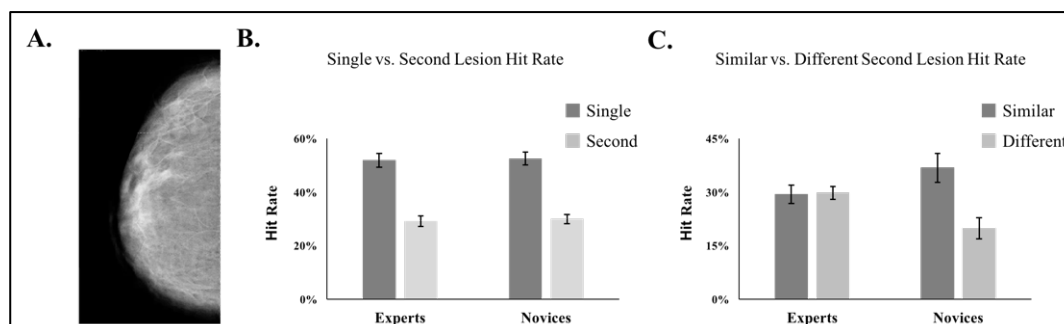 A.
B.
Single vs. Second Lesion Hit Rate
Single
Second
60%
40%
20%
0%
Hit Rate
Experts
Novices
C.
Similar vs. Different Second Lesion Hit Rate
Similar
Different
45%
30%
15%
0%
Hit Rate
Experts
Novices